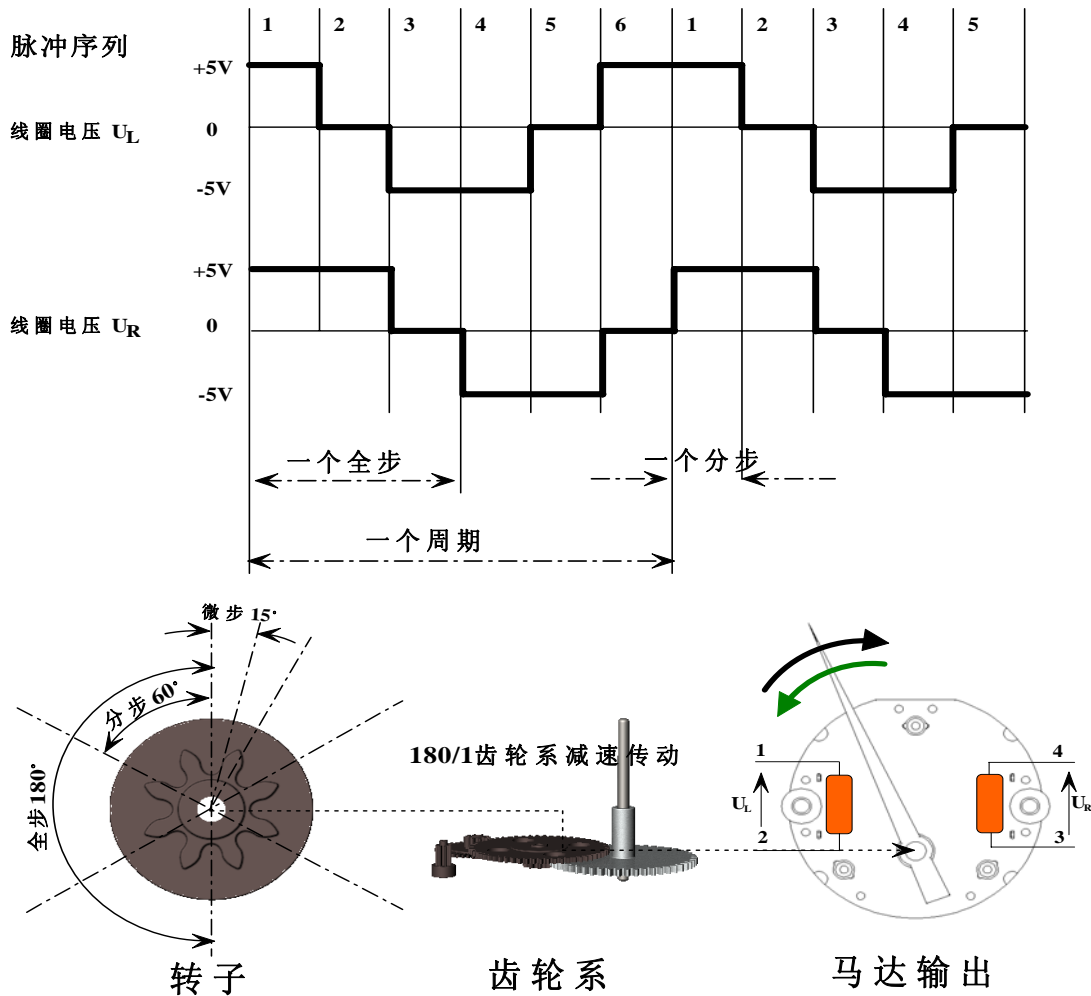 1 2 3 4 5 6 1 2 3 4 5
脉冲序列
+5V
线圈电压 UL
0
-5V
+5V
线圈电压 UR
0
-5V
一个全步
一个分步
一个周期
微步 15°
分步 60°
全步 180°
180/1齿轮系减速传动
1
UL
2
4
UR
3
转子
齿轮系
马达输出